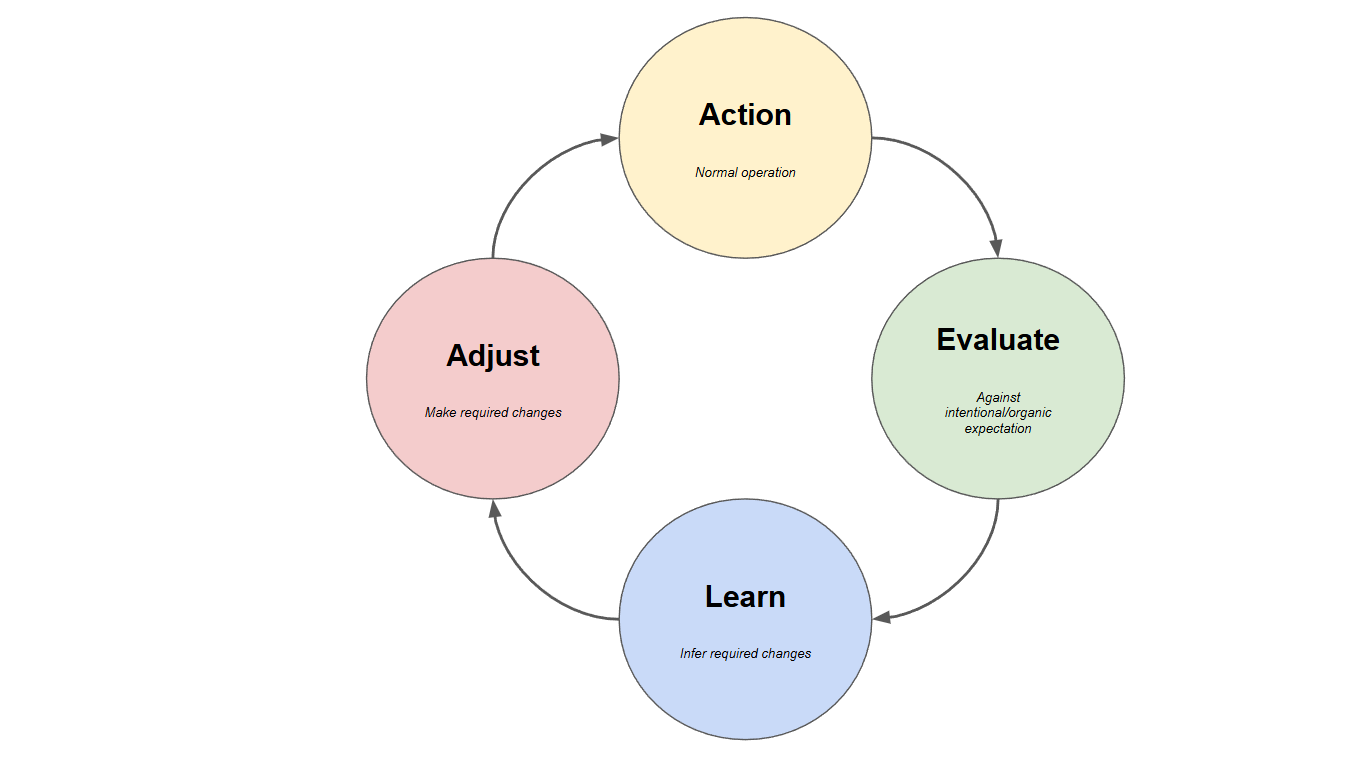 Action
Normal operation
Evaluate
Against
intentional/organic
expectation
Adjust
Make required changes
Learn
Infer required changes